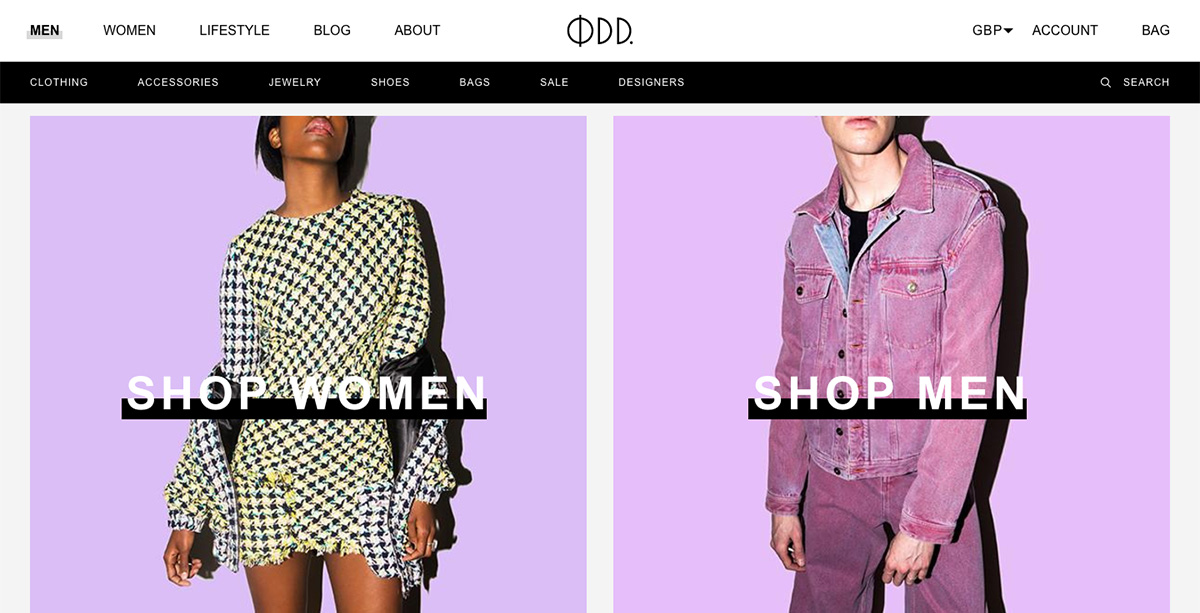 MEN WOMEN LIFESTYLE BLOG ABOUT ODD. GBP ACCOUNT BAG
CLOTHING ACCESSORIES JEWELRY SHOES BAGS SALE DESIGNERS SEARCH
SHOP WOMEN SHOP MEN